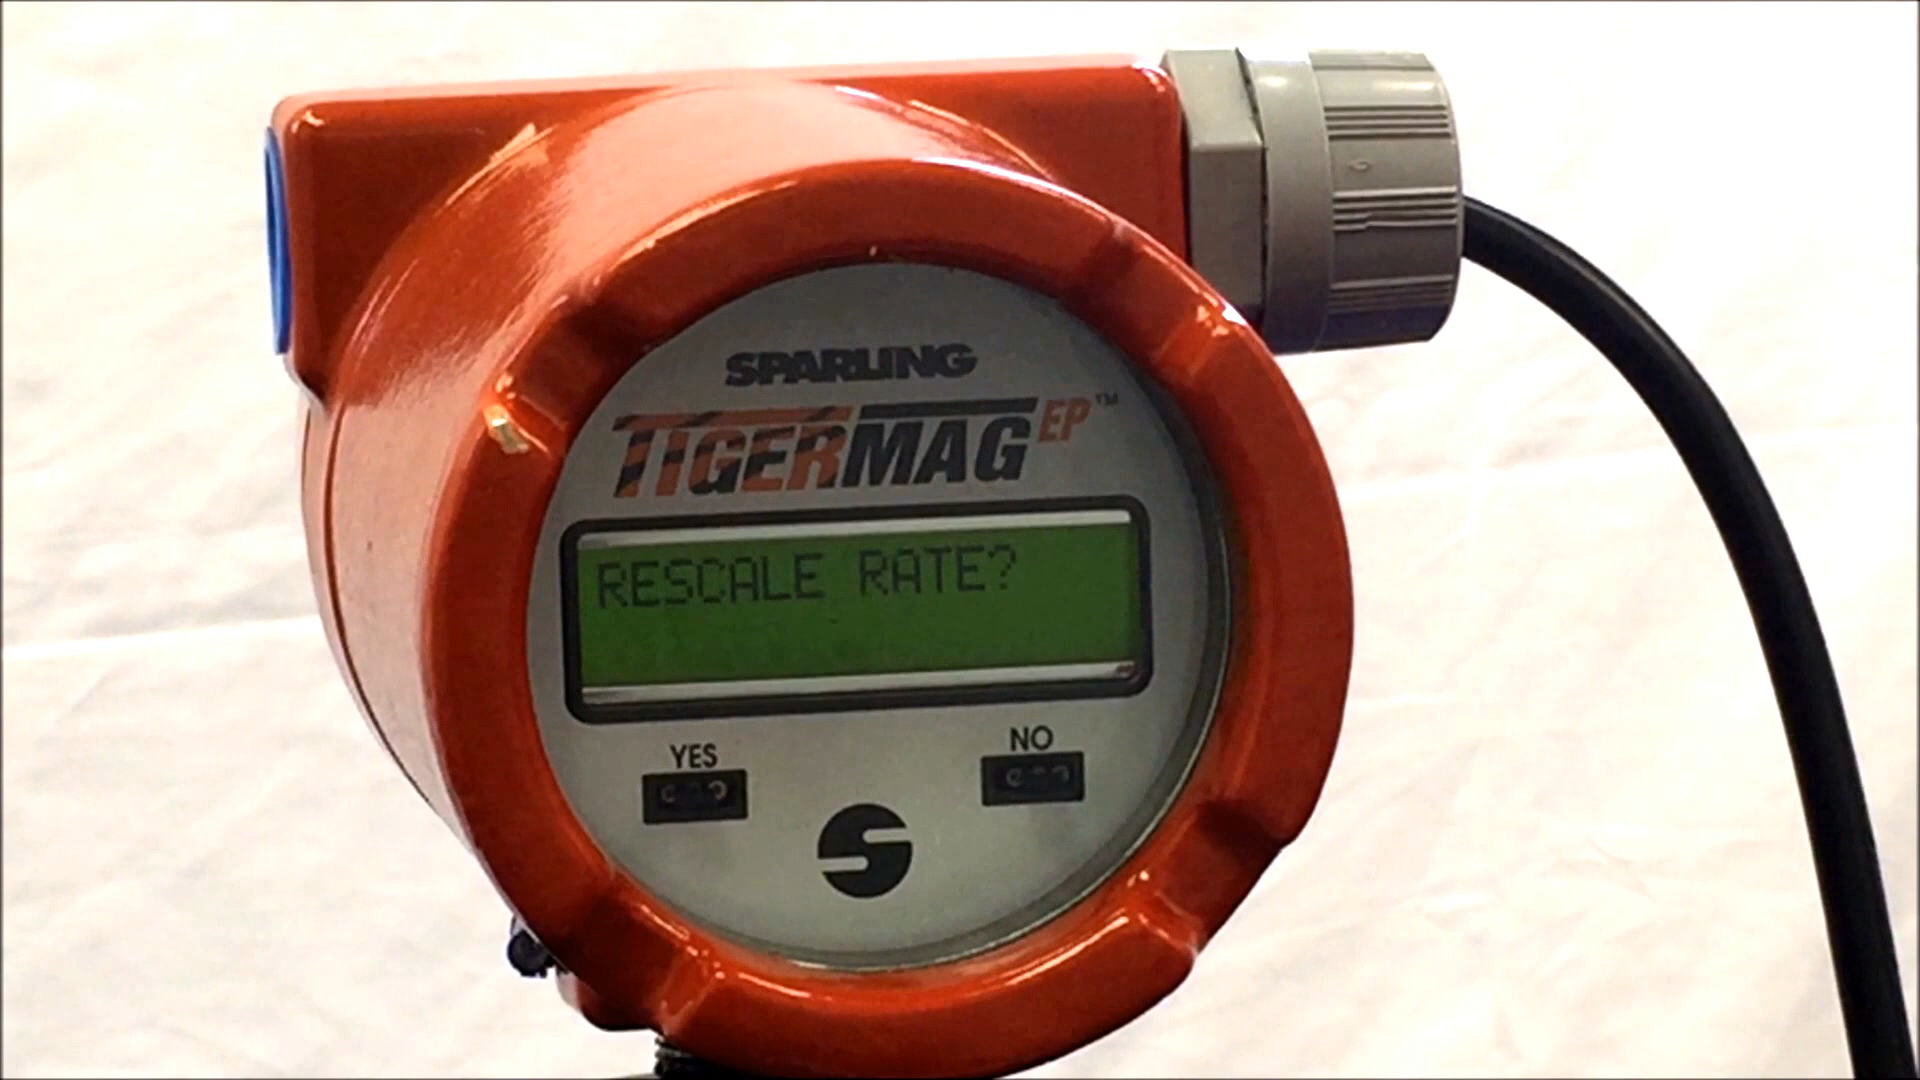 SPARLING
TIGERMAG EP™
RESCALE RATE?
YES
NO